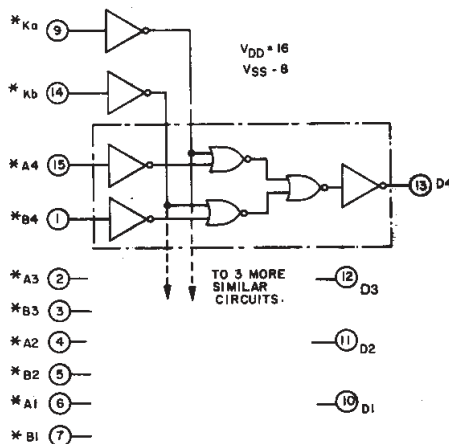 *Ka 9
VDD = 16
VSS - 8
*Kb 14
*A4 15
13 D4
*B4 1
TO 3 MORE
SIMILAR
CIRCUITS.
*A3 2
12 D3
*B3 3
*A2 4
11 D2
*B2 5
*A1 6
10 D1
*B1 7